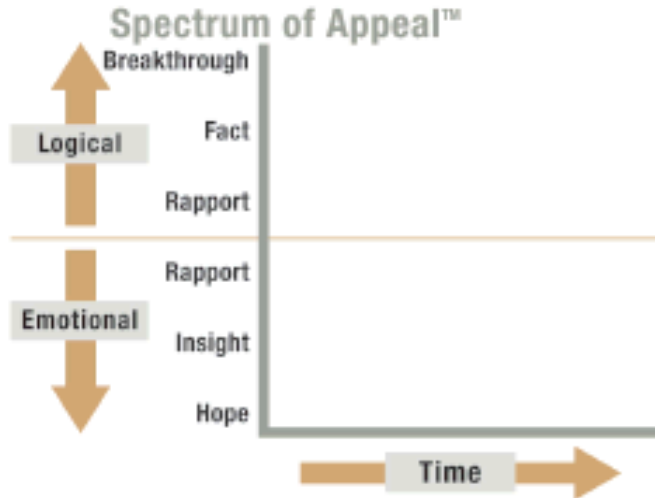 Spectrum of Appeal™
Breakthrough
Logical
Fact
Rapport
Rapport
Emotional
Insight
Hope
Time